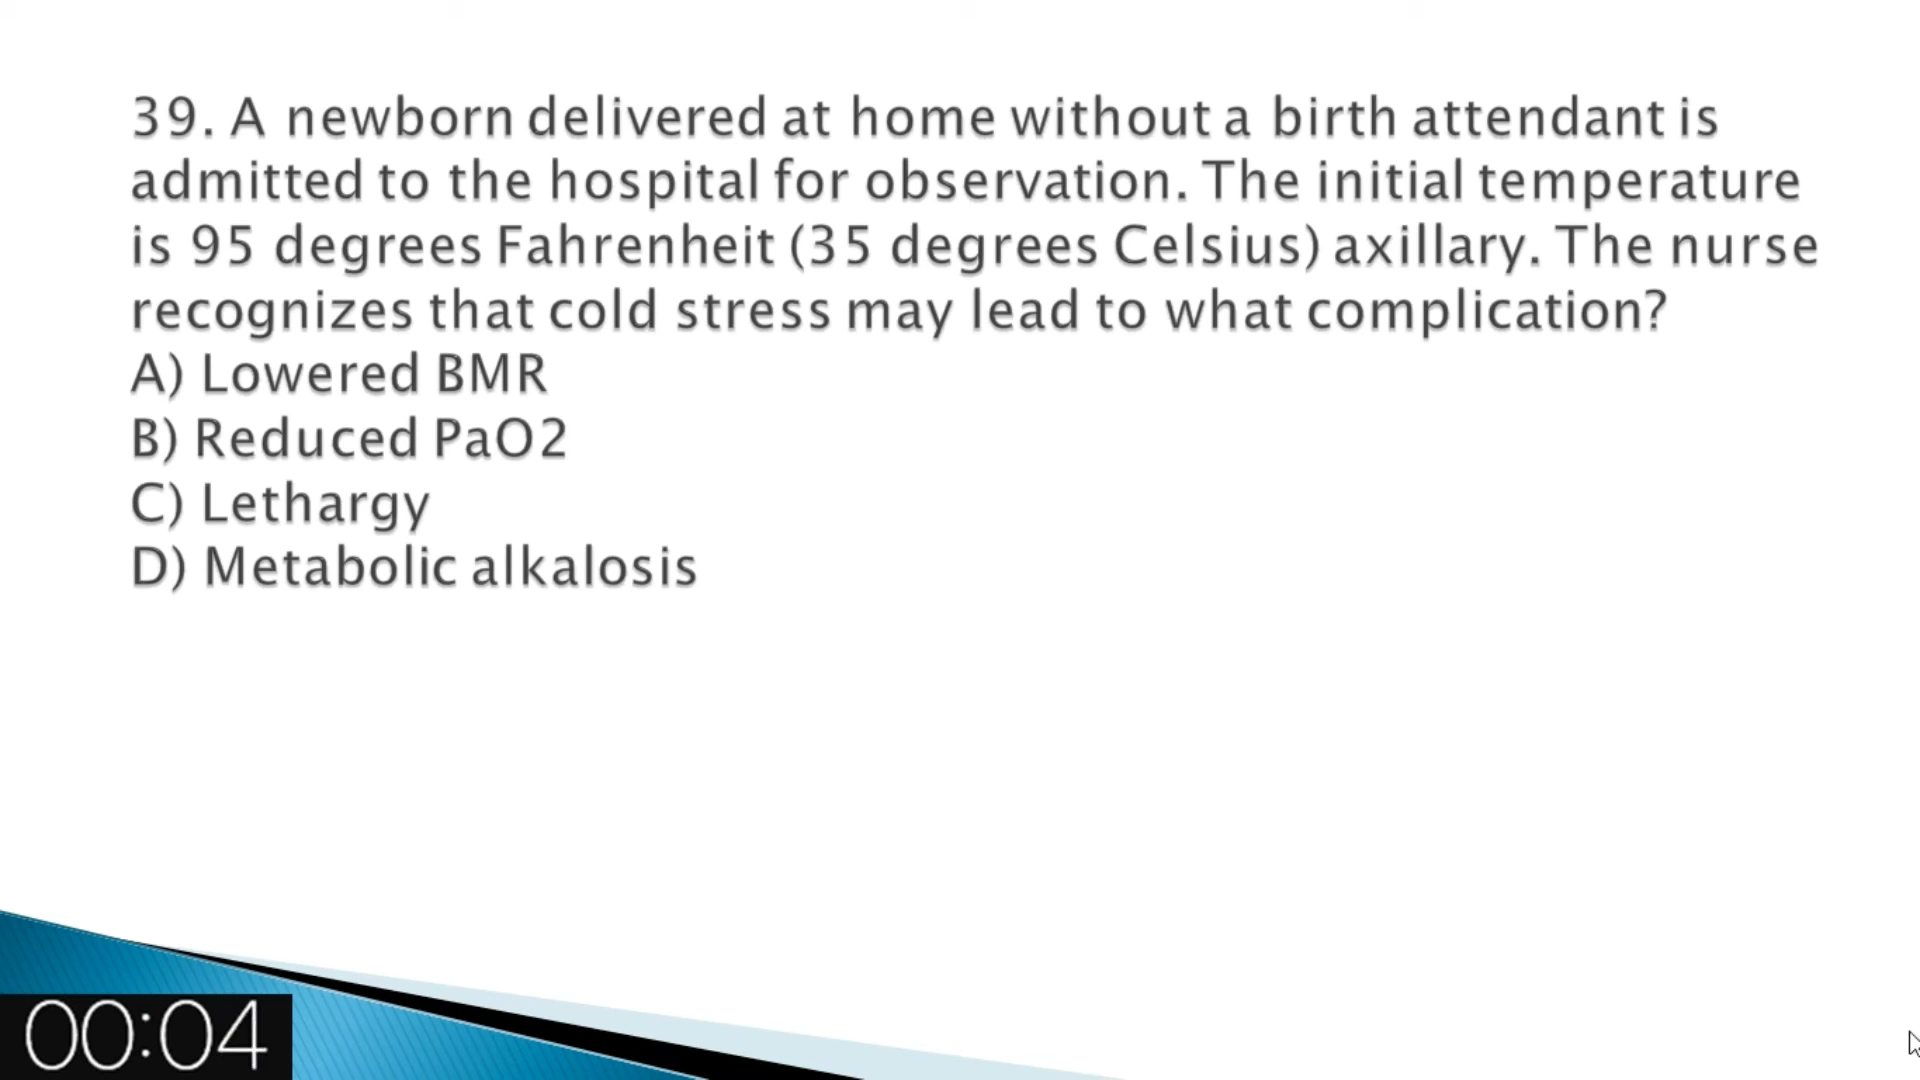 39. A newborn delivered at home without a birth attendant is
admitted to the hospital for observation. The initial temperature
is 95 degrees Fahrenheit (35 degrees Celsius) axillary. The nurse
recognizes that cold stress may lead to what complication?
A) Lowered BMR
B) Reduced PaO2
C) Lethargy
D) Metabolic alkalosis
00:04